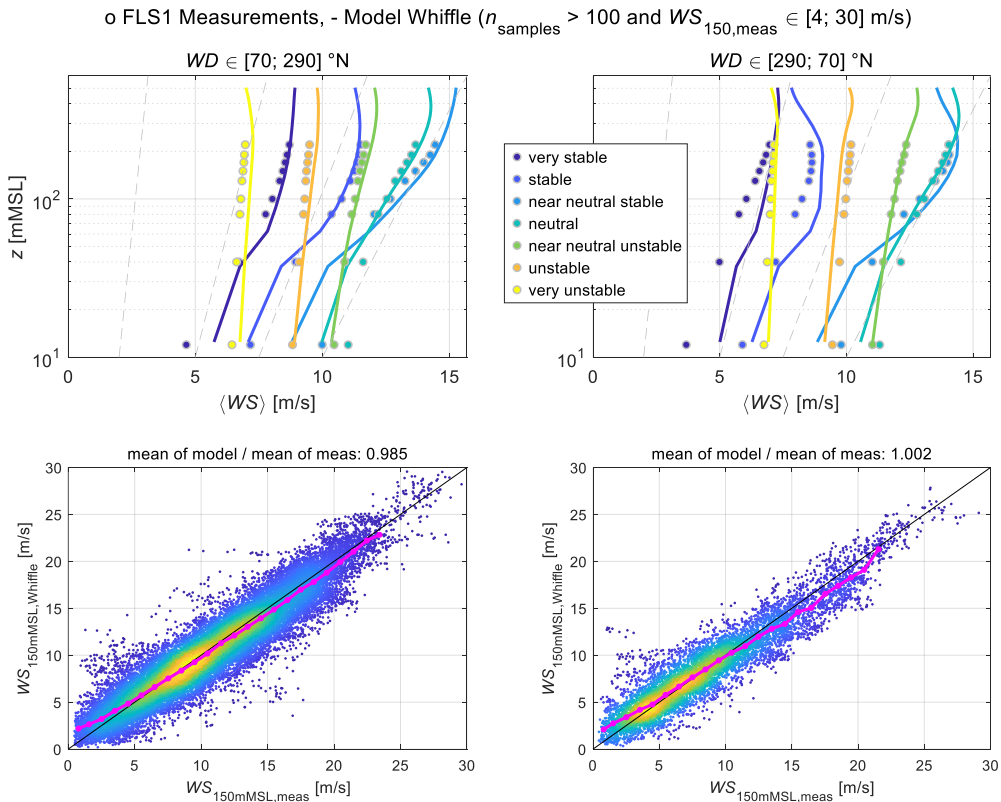 o FLS1 Measurements, - Model Whiffle (n_samples > 100 and WS_150,meas ∈ [4; 30] m/s)
WD ∈ [70; 290] °N
WD ∈ [290; 70] °N
z [mMSL]
10^2
10^1
0 5 10 15
⟨WS⟩ [m/s]
very stable
stable
near neutral stable
neutral
near neutral unstable
unstable
very unstable
10^2
10^1
0 5 10 15
⟨WS⟩ [m/s]
mean of model / mean of meas: 0.985
WS_150mMSL,Whiffle [m/s]
30
25
20
15
10
5
0
0 5 10 15 20 25 30
WS_150mMSL,meas [m/s]
mean of model / mean of meas: 1.002
WS_150mMSL,Whiffle [m/s]
30
25
20
15
10
5
0
0 5 10 15 20 25 30
WS_150mMSL,meas [m/s]